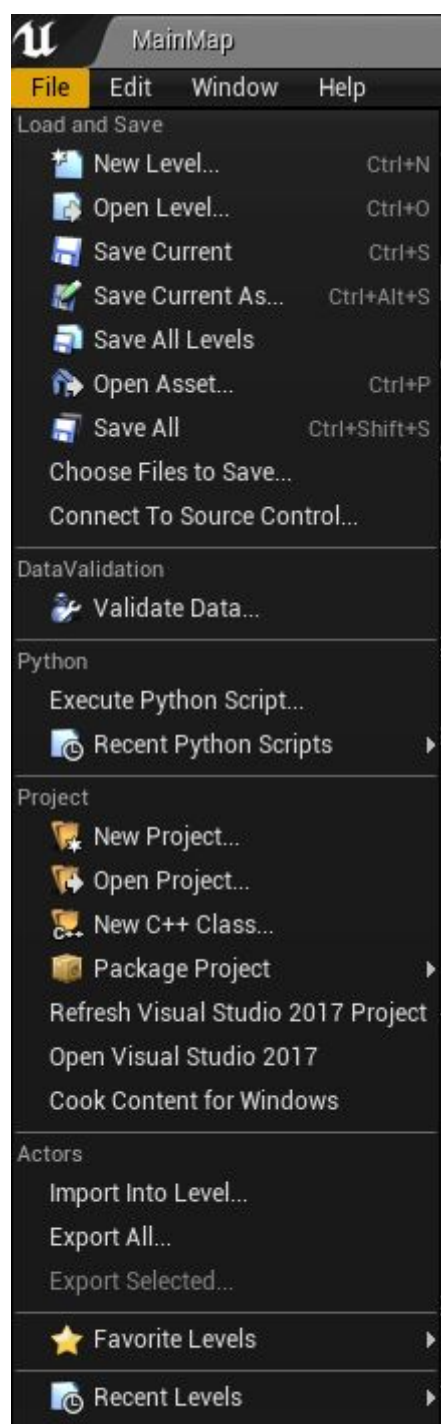 MainMap
File Edit Window Help
Load and Save
New Level... Ctrl+N
Open Level... Ctrl+O
Save Current Ctrl+S
Save Current As... Ctrl+Alt+S
Save All Levels
Open Asset... Ctrl+P
Save All Ctrl+Shift+S
Choose Files to Save...
Connect To Source Control...
DataValidation
Validate Data...
Python
Execute Python Script...
Recent Python Scripts
Project
New Project...
Open Project...
C++ New C++ Class...
Package Project
Refresh Visual Studio 2017 Project
Open Visual Studio 2017
Cook Content for Windows
Actors
Import Into Level...
Export All...
Export Selected...
Favorite Levels
Recent Levels